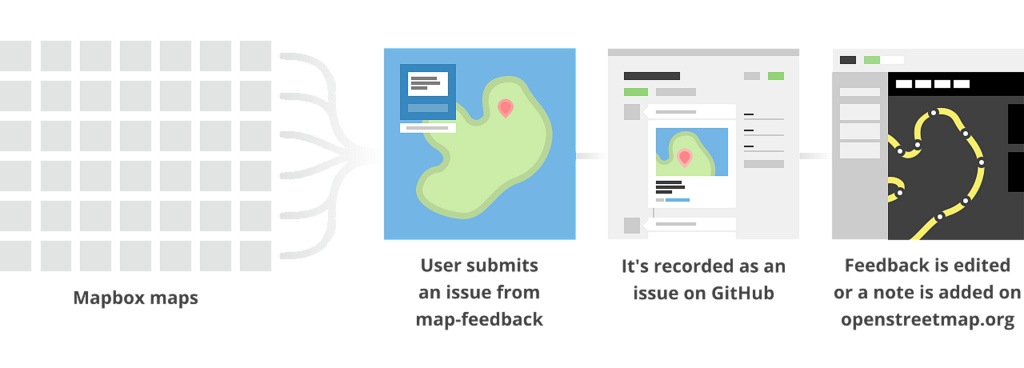 Mapbox maps
User submits
an issue from
map-feedback
It's recorded as an
issue on GitHub
Feedback is edited
or a note is added on
openstreetmap.org